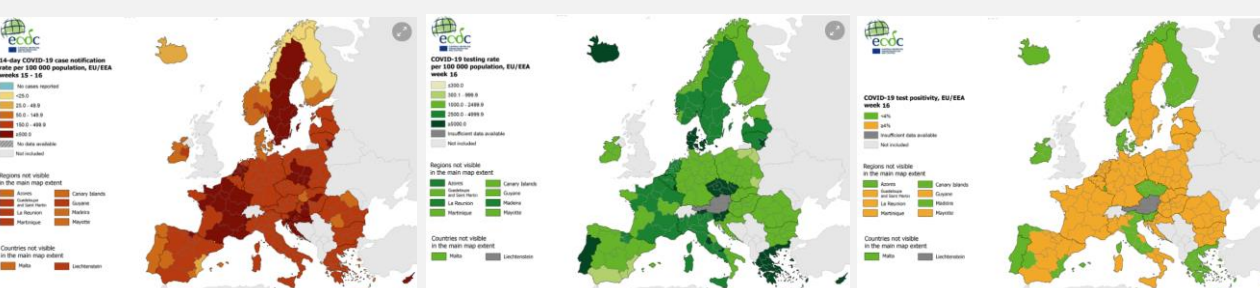 ecdc
14-day COVID-19 case notification
rate per 100 000 population, EU/EEA
weeks 15 - 16
No cases reported
<25.0
25.0 - 49.9
50.0 - 149.9
150.0 - 499.9
≥500.0
No data available
Not included
Regions not visible
in the main map extent
Azores
Canary Islands
Guadeloupe
and Saint Martin
Guyane
La Reunion
Madeira
Martinique
Mayotte
Countries not visible
in the main map extent
Malta
Liechtenstein
ecdc
COVID-19 testing rate
per 100 000 population, EU/EEA
week 16
≤300.0
300.1 - 999.9
1000.0 - 2499.9
2500.0 - 4999.9
≥5000.0
Insufficient data available
Not included
Regions not visible
in the main map extent
Azores
Canary Islands
Guadeloupe
and Saint Martin
Guyane
La Reunion
Madeira
Martinique
Mayotte
Countries not visible
in the main map extent
Malta
Liechtenstein
ecdc
COVID-19 test positivity, EU/EEA
week 16
<4%
≥4%
Insufficient data available
Not included
Regions not visible
in the main map extent
Azores
Canary Islands
Guadeloupe
and Saint Martin
Guyane
La Reunion
Madeira
Martinique
Mayotte
Countries not visible
in the main map extent
Malta
Liechtenstein